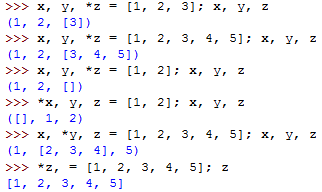 >>> x, y, *z = [1, 2, 3]; x, y, z
(1, 2, [3])
>>> x, y, *z = [1, 2, 3, 4, 5]; x, y, z
(1, 2, [3, 4, 5])
>>> x, y, *z = [1, 2]; x, y, z
(1, 2, [])
>>> *x, y, z = [1, 2]; x, y, z
([], 1, 2)
>>> x, *y, z = [1, 2, 3, 4, 5]; x, y, z
(1, [2, 3, 4], 5)
>>> *z, = [1, 2, 3, 4, 5]; z
[1, 2, 3, 4, 5]